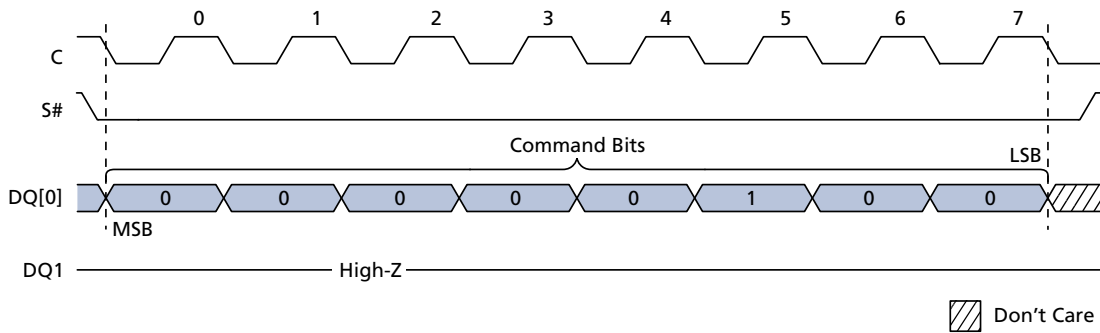 0 1 2 3 4 5 6 7
C
S#
Command Bits
LSB
DQ[0] 0 0 0 0 0 1 0 0
MSB
DQ1 High-Z
Don't Care